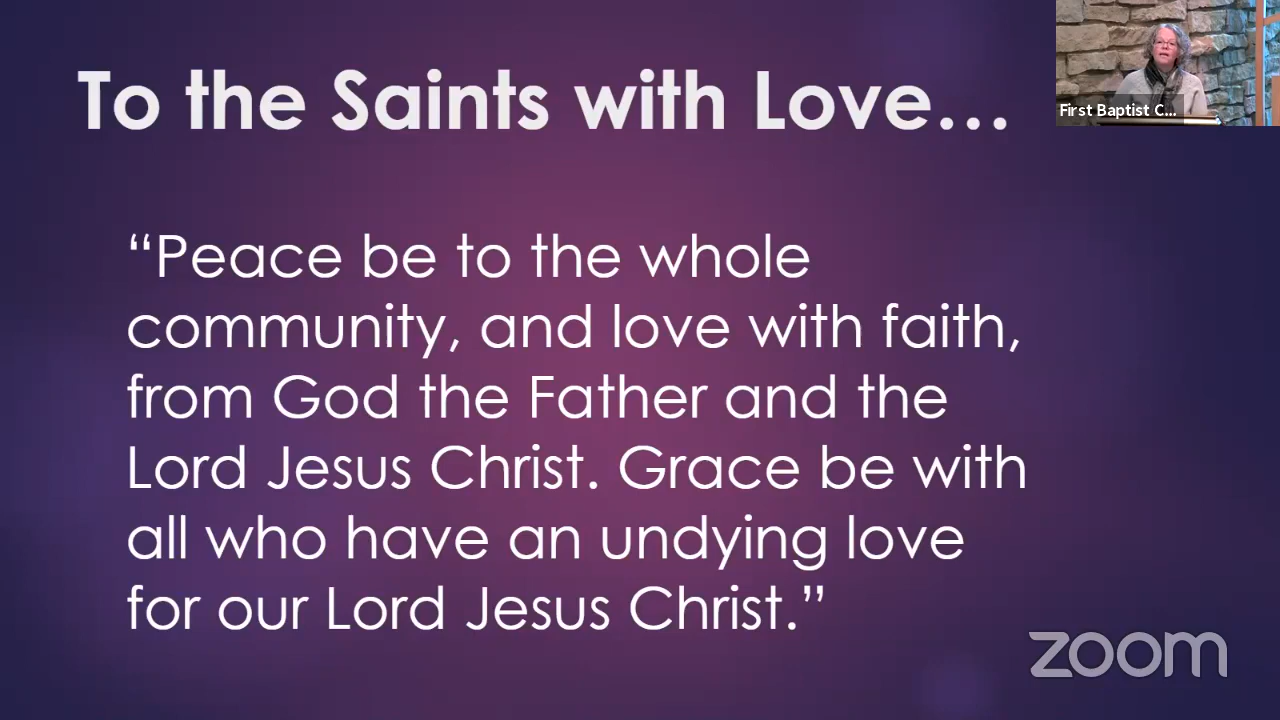 To the Saints with Love…
First Baptist C...
“Peace be to the whole
community, and love with faith,
from God the Father and the
Lord Jesus Christ. Grace be with
all who have an undying love
for our Lord Jesus Christ.”
zoom